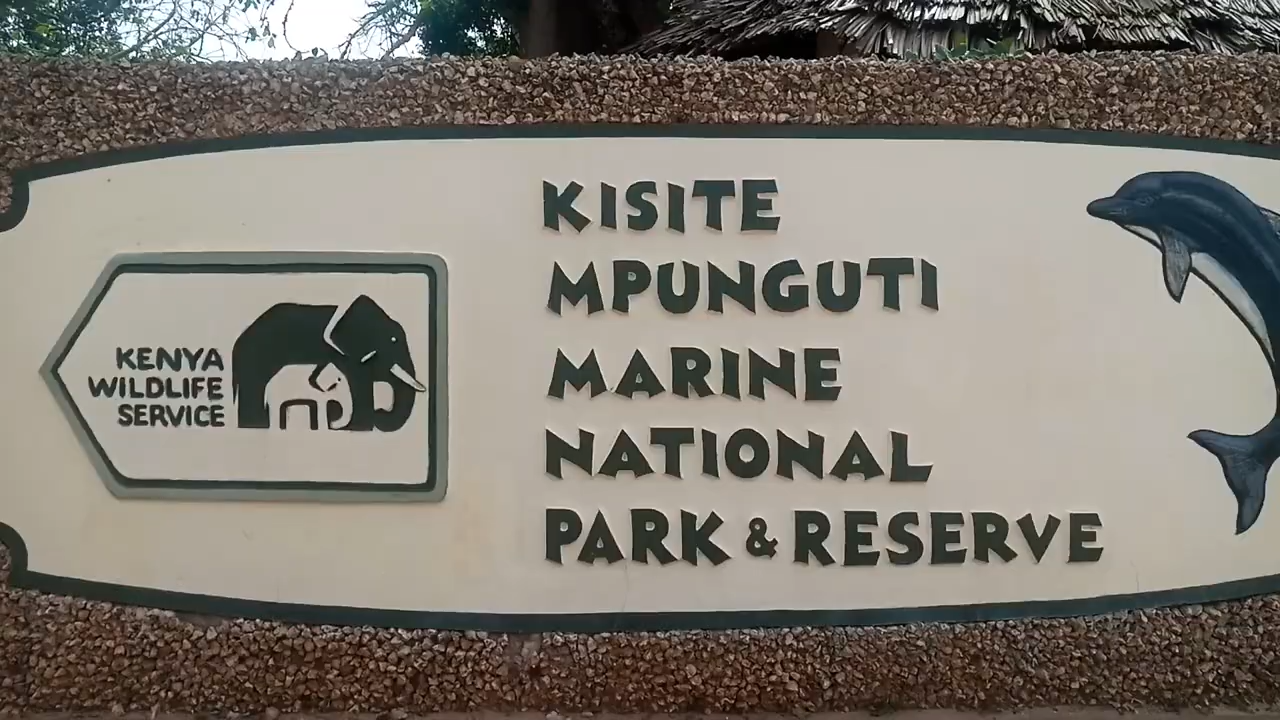 KENYA
WILDLIFE
SERVICE
KISITE
MPUNGUTI
MARINE
NATIONAL
PARK & RESERVE